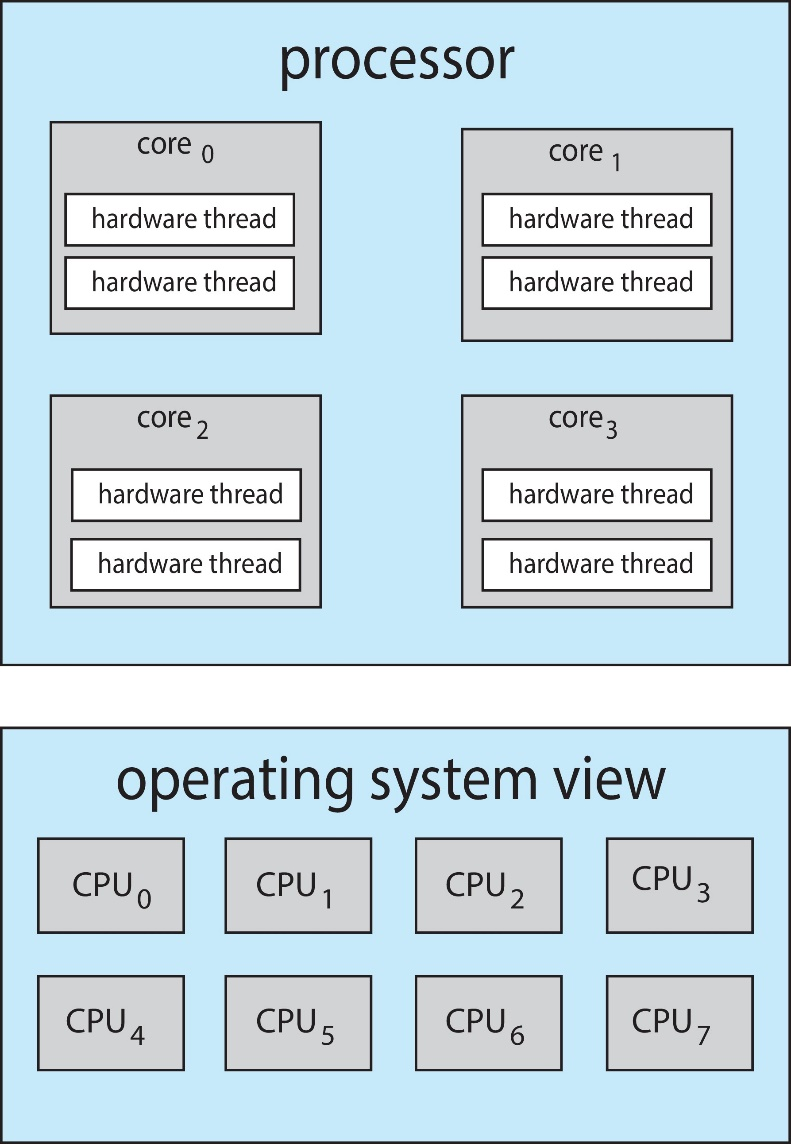 processor
core 0
core 1
hardware thread
hardware thread
hardware thread
hardware thread
core 2
core 3
hardware thread
hardware thread
hardware thread
hardware thread
operating system view
CPU 0
CPU 1
CPU 2
CPU 3
CPU 4
CPU 5
CPU 6
CPU 7